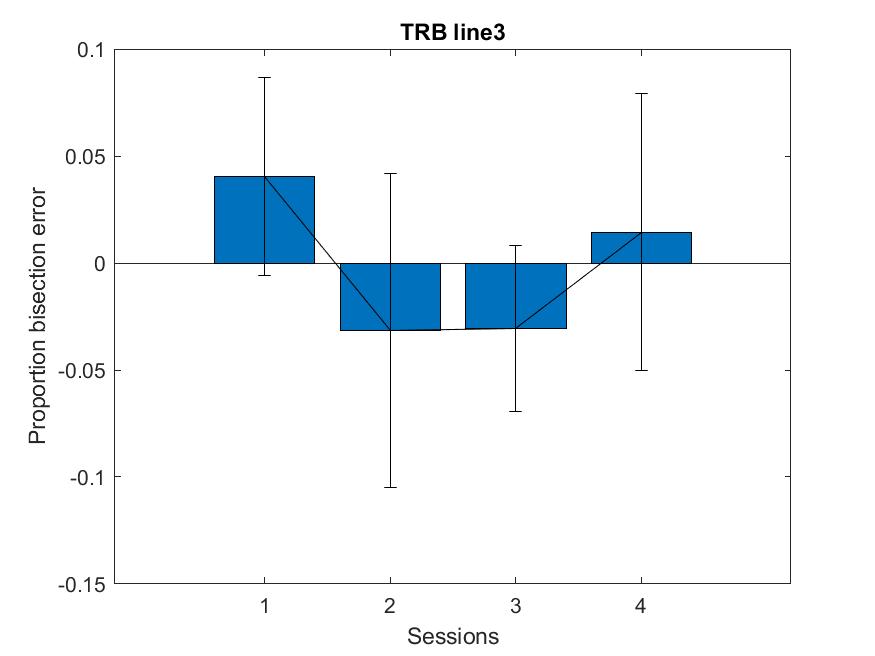 TRB line3
0.1
0.05
0
-0.05
-0.1
-0.15
Proportion bisection error
1 2 3 4
Sessions